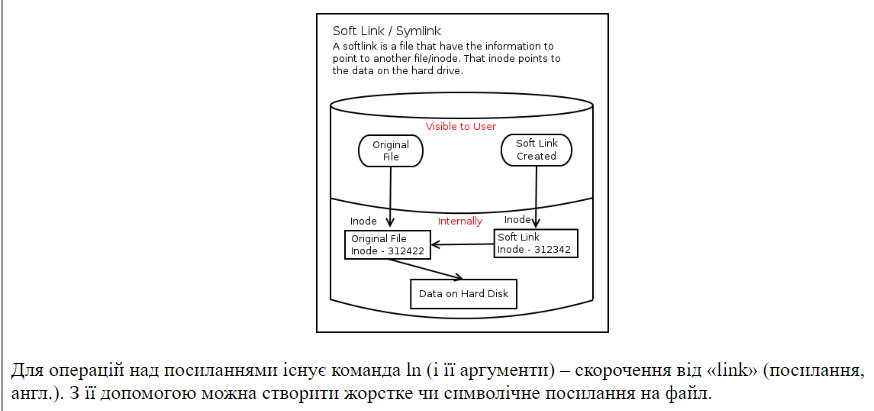 Soft Link / Symlink
A softlink is a file that have the information to
point to another file/inode. That inode points to
the data on the hard drive.
Visible to User
Original
File
Soft Link
Created
Inode
Internally
Inode
Original File
Inode - 312422
Soft Link
Inode - 312342
Data on Hard Disk
Для операцій над посиланнями існує команда ln (і її аргументи) – скорочення від «link» (посилання,
англ.). З її допомогою можна створити жорстке чи символічне посилання на файл.